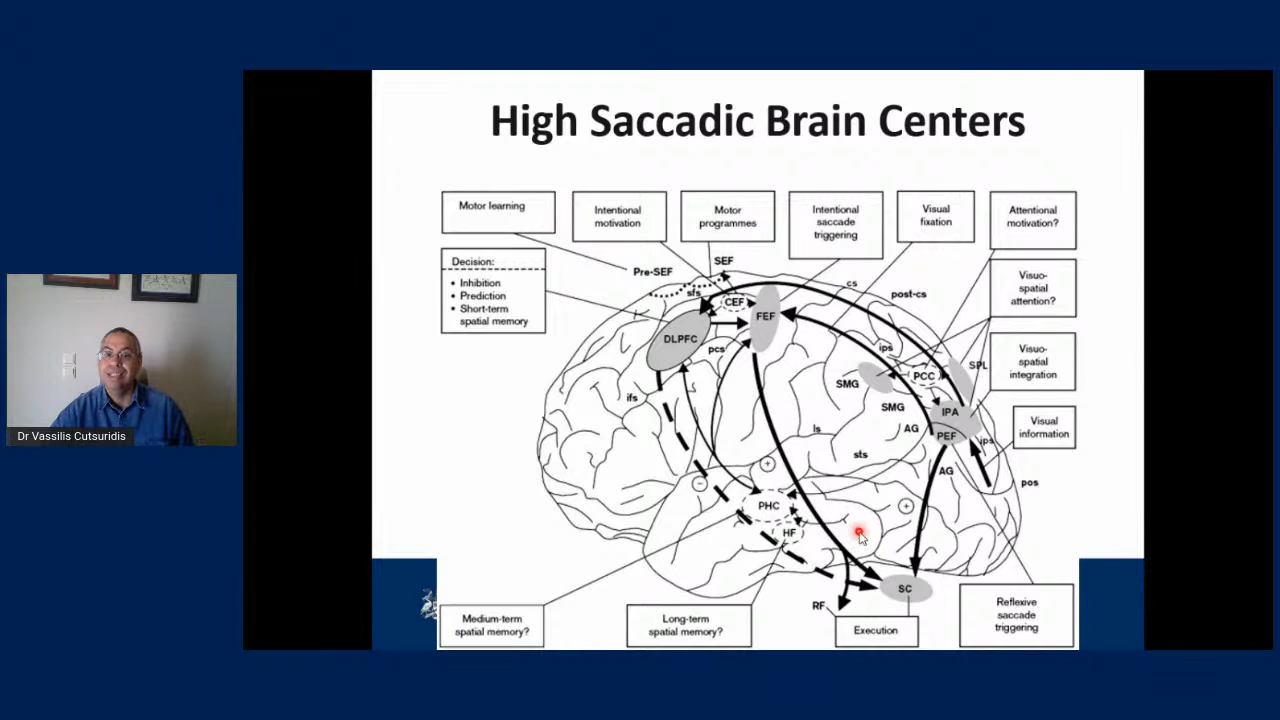 High Saccadic Brain Centers
Motor learning
Intentional
motivation
Motor
programmes
Intentional
saccade
triggering
Visual
fixation
Attentional
motivation?
Decision:
• Inhibition
• Prediction
• Short-term
spatial memory
Visuo-
spatial
attention?
Visuo-
spatial
integration
Visual
information
Pre-SEF
SEF
sfs
CEF
FEF
cs
post-cs
DLPFC
pcs
ips
SMG
PCC
SPL
ifs
SMG
IPA
AG
PEF
ips
ls
sts
AG
pos
+
−
PHC
+
HF
SC
RF
Medium-term
spatial memory?
Long-term
spatial memory?
Execution
Reflexive
saccade
triggering
Dr Vassilis Cutsuridis